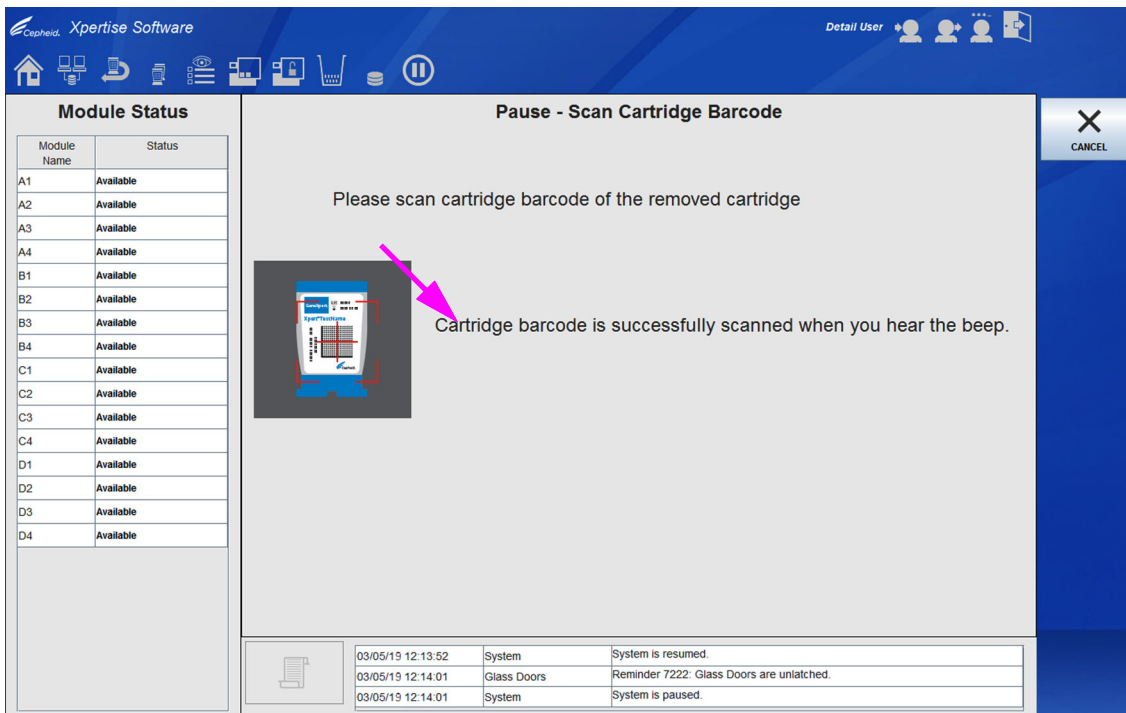 Cepheid. Xpertise Software
Detail User
Module Status
Module Name
Status
A1 Available
A2 Available
A3 Available
A4 Available
B1 Available
B2 Available
B3 Available
B4 Available
C1 Available
C2 Available
C3 Available
C4 Available
D1 Available
D2 Available
D3 Available
D4 Available
Pause - Scan Cartridge Barcode
Please scan cartridge barcode of the removed cartridge
Xpert®TestName
Cepheid
Cartridge barcode is successfully scanned when you hear the beep.
CANCEL
03/05/19 12:13:52 System System is resumed.
03/05/19 12:14:01 Glass Doors Reminder 7222: Glass Doors are unlatched.
03/05/19 12:14:01 System System is paused.